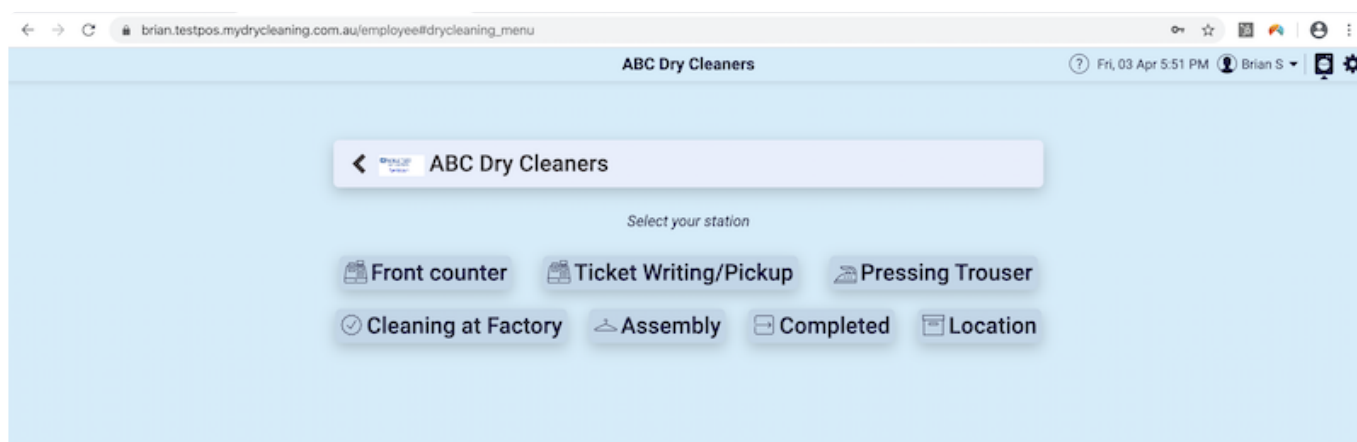 brian.testpos.mydrycleaning.com.au/employee#drycleaning_menu
ABC Dry Cleaners
? Fri, 03 Apr 5:51 PM Brian S
ABC Dry Cleaners
Select your station
Front counter Ticket Writing/Pickup Pressing Trouser
Cleaning at Factory Assembly Completed Location